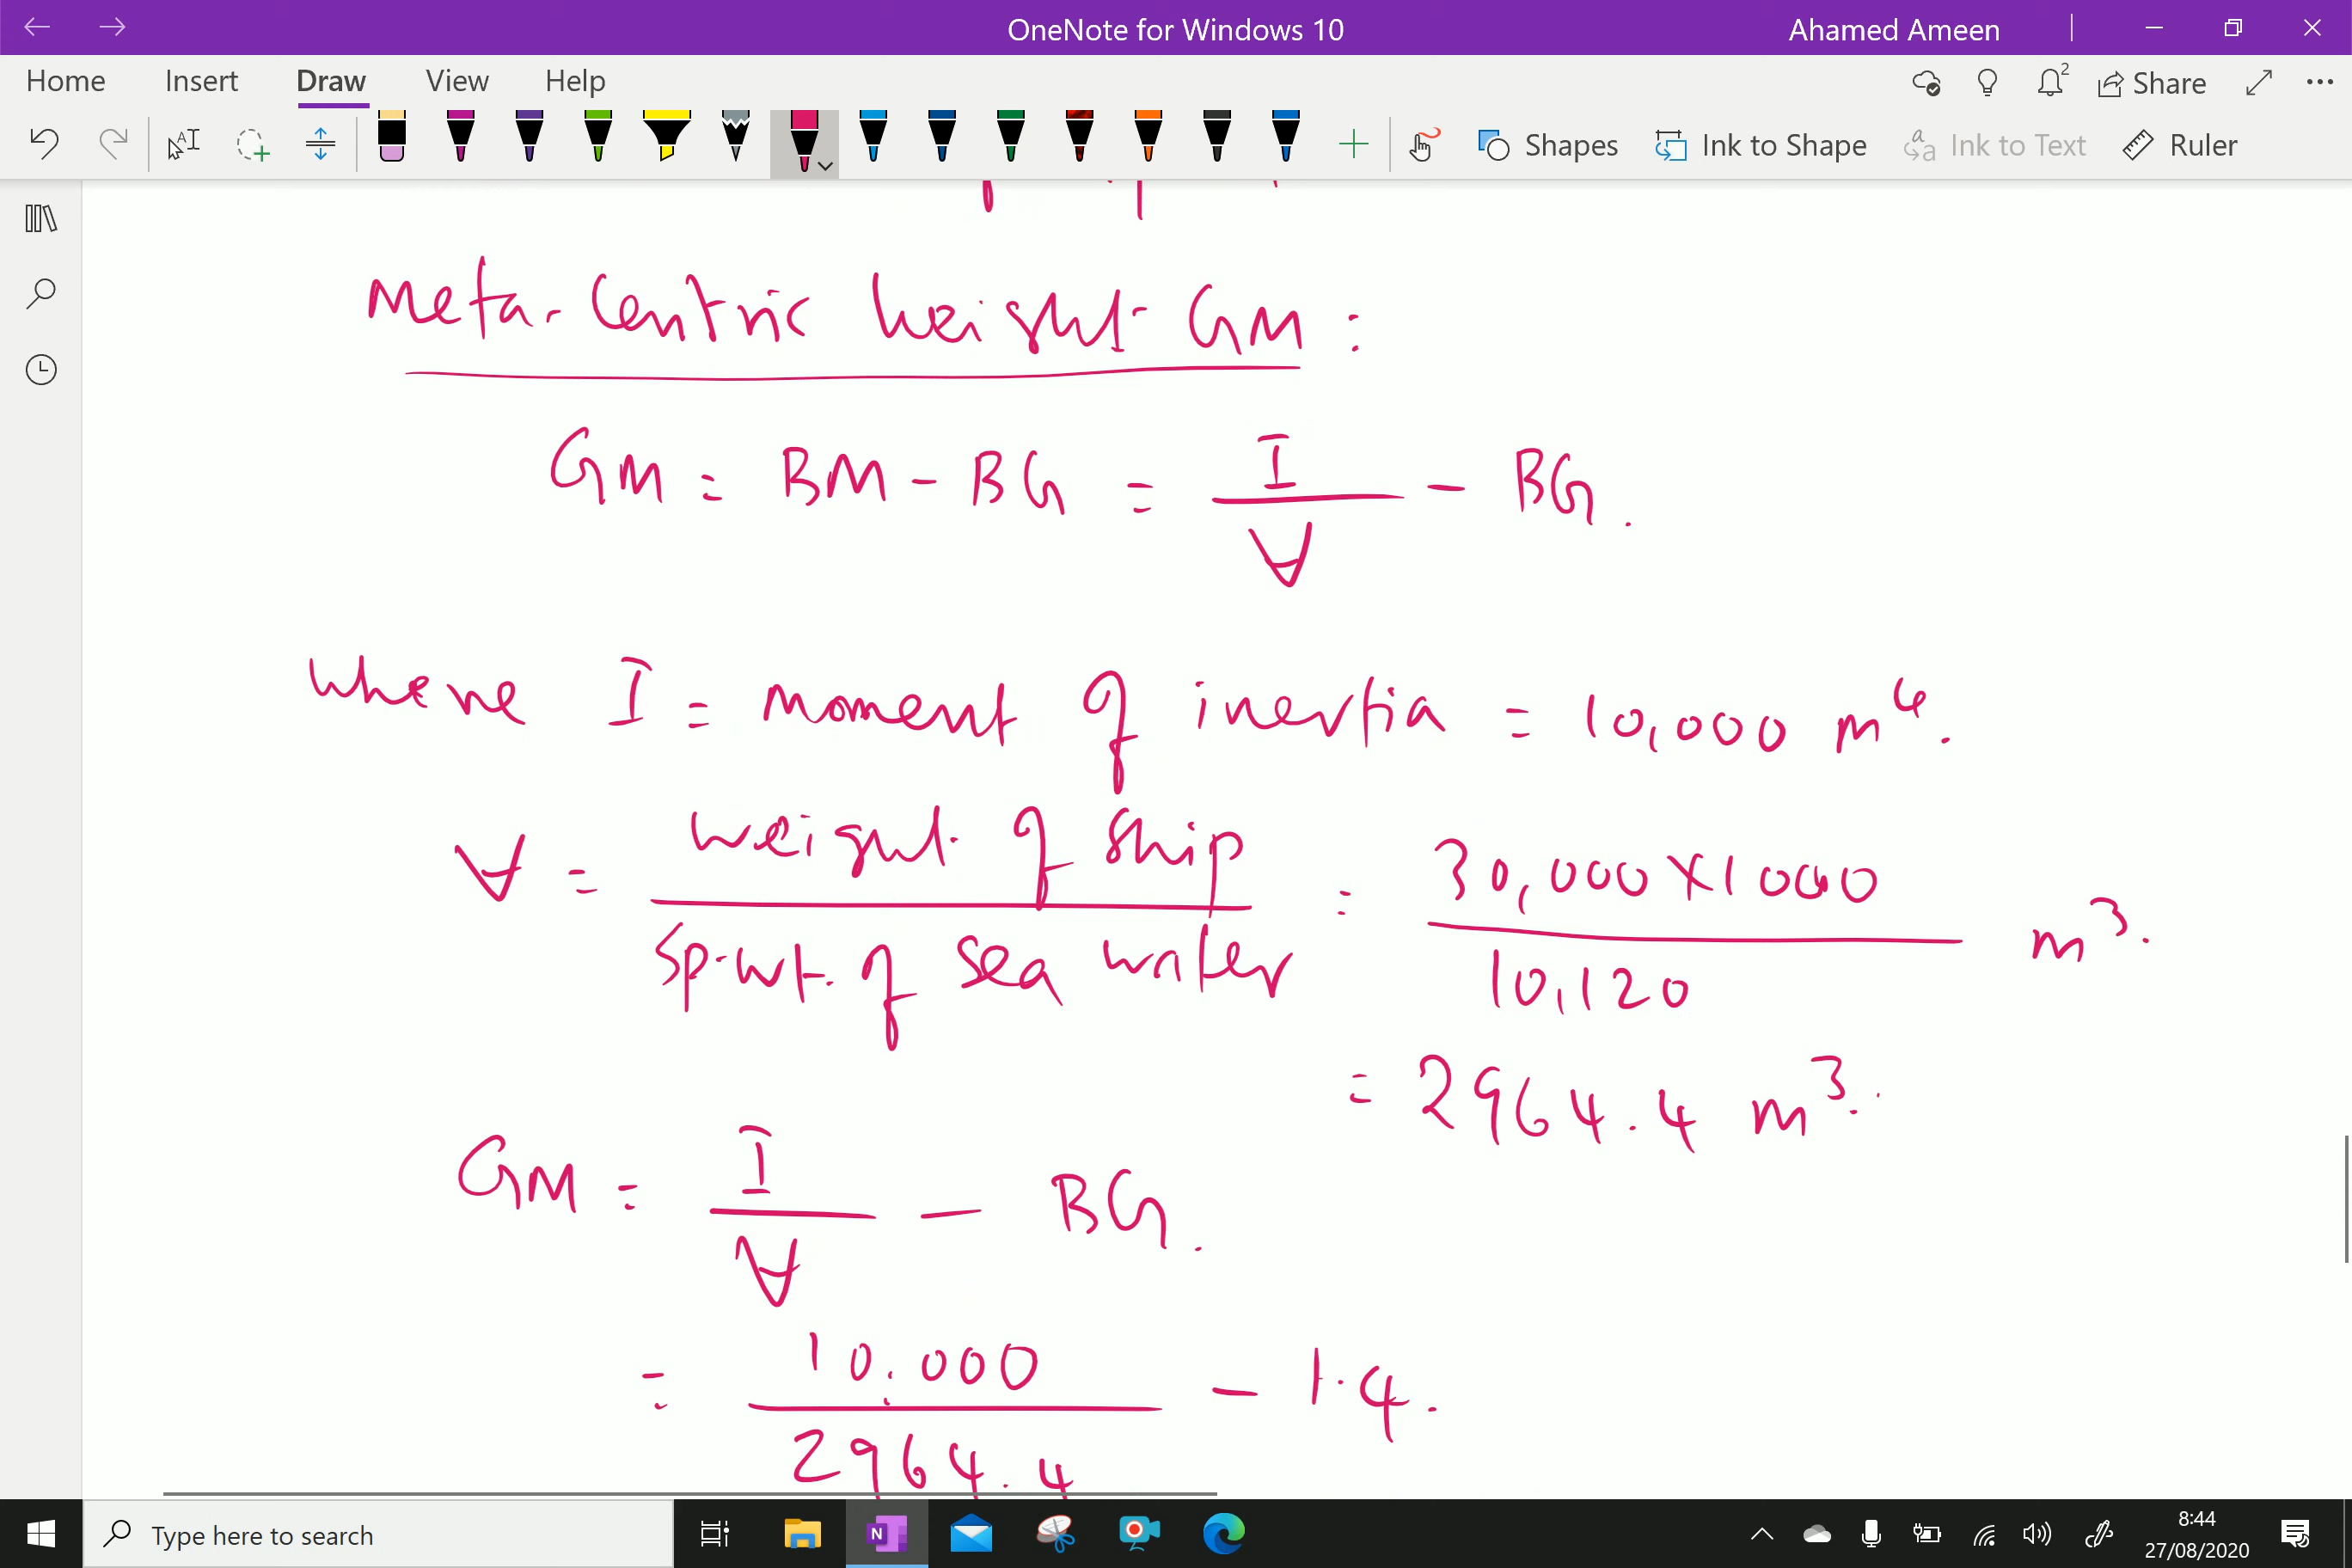 OneNote for Windows 10 Ahamed Ameen
Home Insert Draw View Help Share
Shapes Ink to Shape Ink to Text Ruler
Meta-Centric height GM :
GM = BM - BG = I / V - BG.
where I = moment of inertia = 10,000 m⁴.
V = weight of ship / Sp.wt. of sea water = 30,000 X 1000 / 10,120 m³.
= 2964.4 m³.
GM = I / V - BG.
= 10,000 / 2964.4 - 1.4.
Type here to search
8:44
27/08/2020